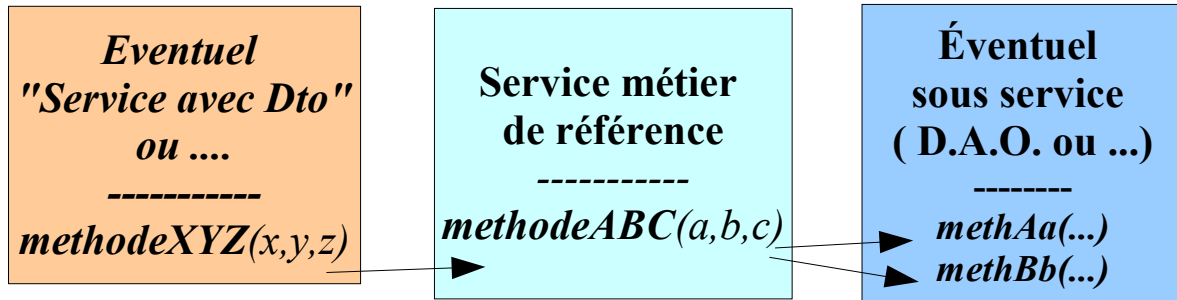 Eventuel
"Service avec Dto"
ou ....
-----------
methodeXYZ(x,y,z)
Service métier
de référence
-----------
methodeABC(a,b,c)
Éventuel
sous service
( D.A.O. ou ...)
--------
methAa(...)
methBb(...)